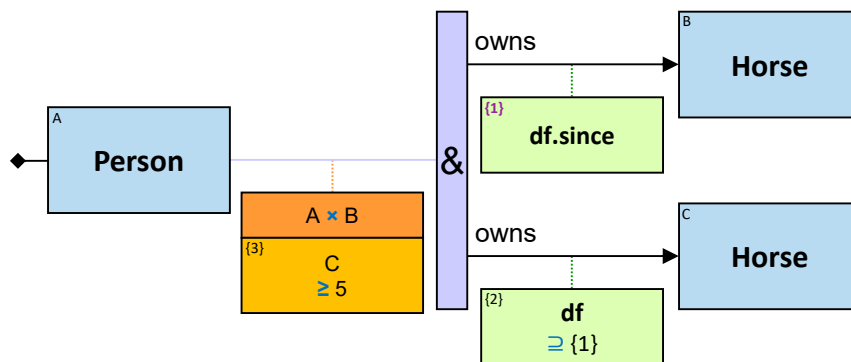 A
Person
A × B
{3}
C
≥ 5
&
owns
B
Horse
{1}
df.since
owns
C
Horse
{2}
df
⊇ {1}